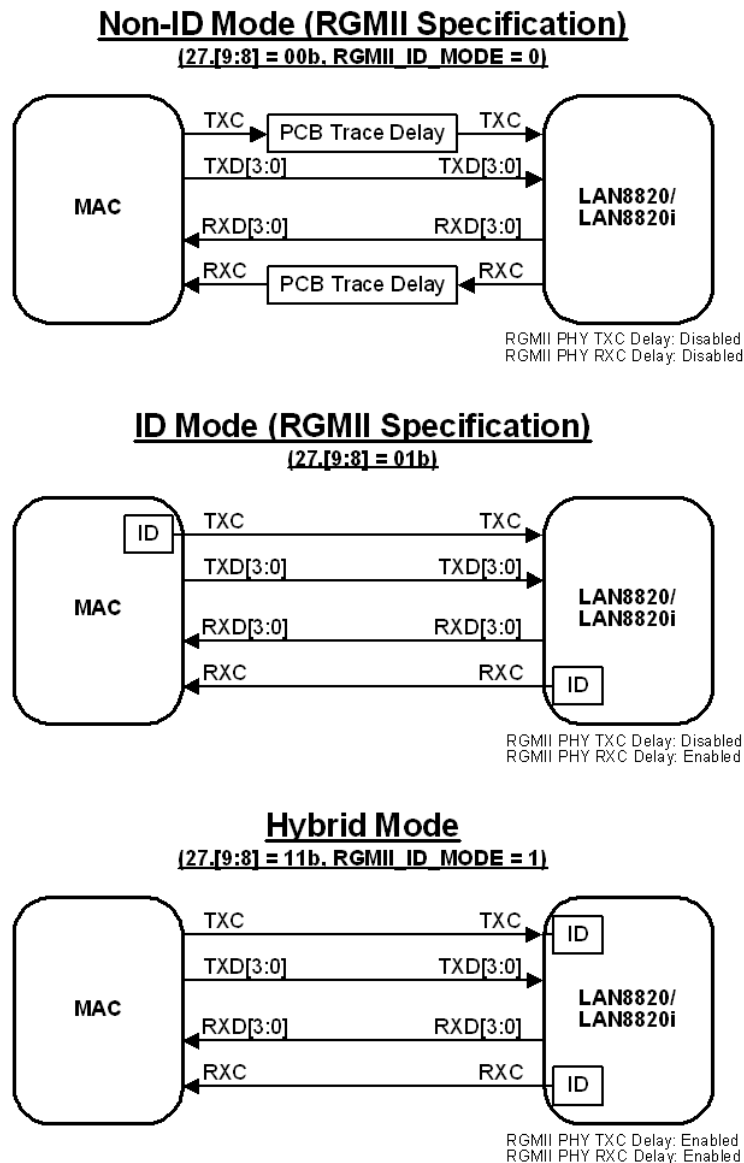 Non-ID Mode (RGMII Specification)
(27.[9:8] = 00b, RGMII_ID_MODE = 0)
TXC PCB Trace Delay TXC
TXD[3:0] TXD[3:0]
MAC
LAN8820/
LAN8820i
RXD[3:0] RXD[3:0]
RXC PCB Trace Delay RXC
RGMII PHY TXC Delay: Disabled
RGMII PHY RXC Delay: Disabled
ID Mode (RGMII Specification)
(27.[9:8] = 01b)
ID TXC TXC
TXD[3:0] TXD[3:0]
MAC
LAN8820/
LAN8820i
RXD[3:0] RXD[3:0]
RXC RXC ID
RGMII PHY TXC Delay: Disabled
RGMII PHY RXC Delay: Enabled
Hybrid Mode
(27.[9:8] = 11b, RGMII_ID_MODE = 1)
TXC TXC ID
TXD[3:0] TXD[3:0]
MAC
LAN8820/
LAN8820i
RXD[3:0] RXD[3:0]
RXC RXC ID
RGMII PHY TXC Delay: Enabled
RGMII PHY RXC Delay: Enabled